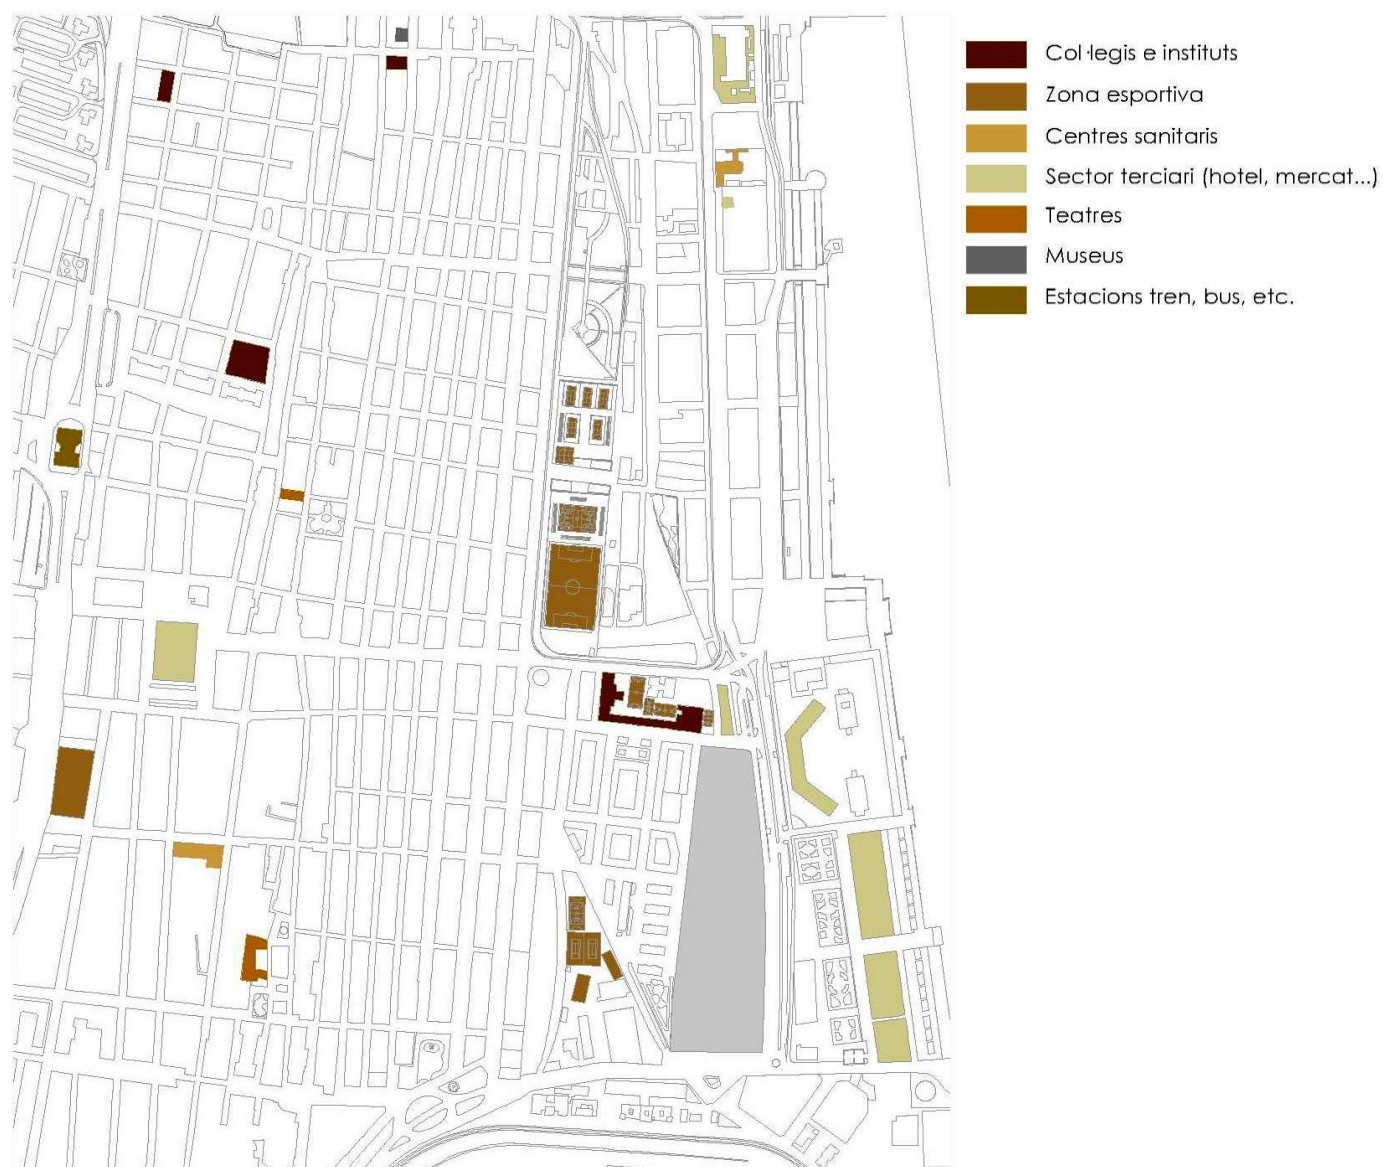 Col·legis e instituts
Zona esportiva
Centres sanitaris
Sector terciari (hotel, mercat...)
Teatres
Museus
Estacions tren, bus, etc.